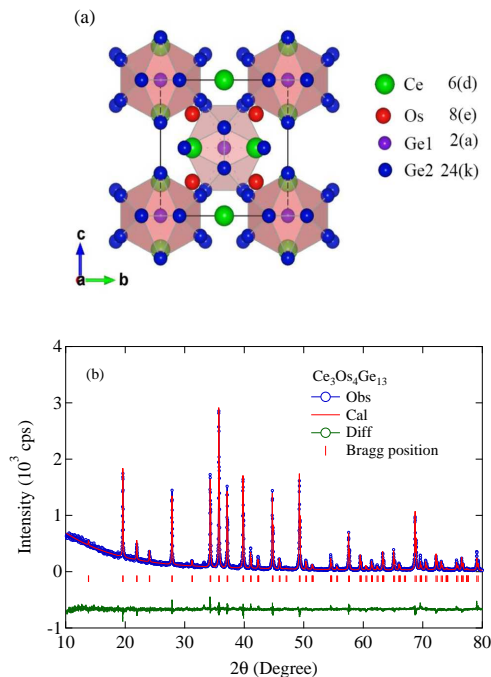 (a)
Ce 6(d)
Os 8(e)
Ge1 2(a)
Ge2 24(k)
c
a b
(b)
Ce₃Os₄Ge₁₃
Obs
Cal
Diff
Bragg position
Intensity (10³ cps)
4
3
2
1
0
-1
10 20 30 40 50 60 70 80
2θ (Degree)